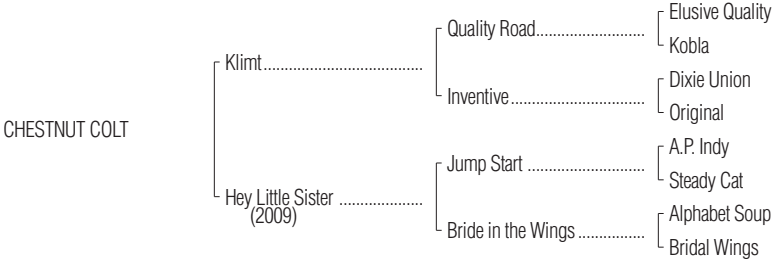 Elusive Quality
Quality Road
Kobla
Klimt
Dixie Union
Inventive
Original
CHESTNUT COLT
A.P. Indy
Jump Start
Steady Cat
Hey Little Sister
(2009)
Alphabet Soup
Bride in the Wings
Bridal Wings